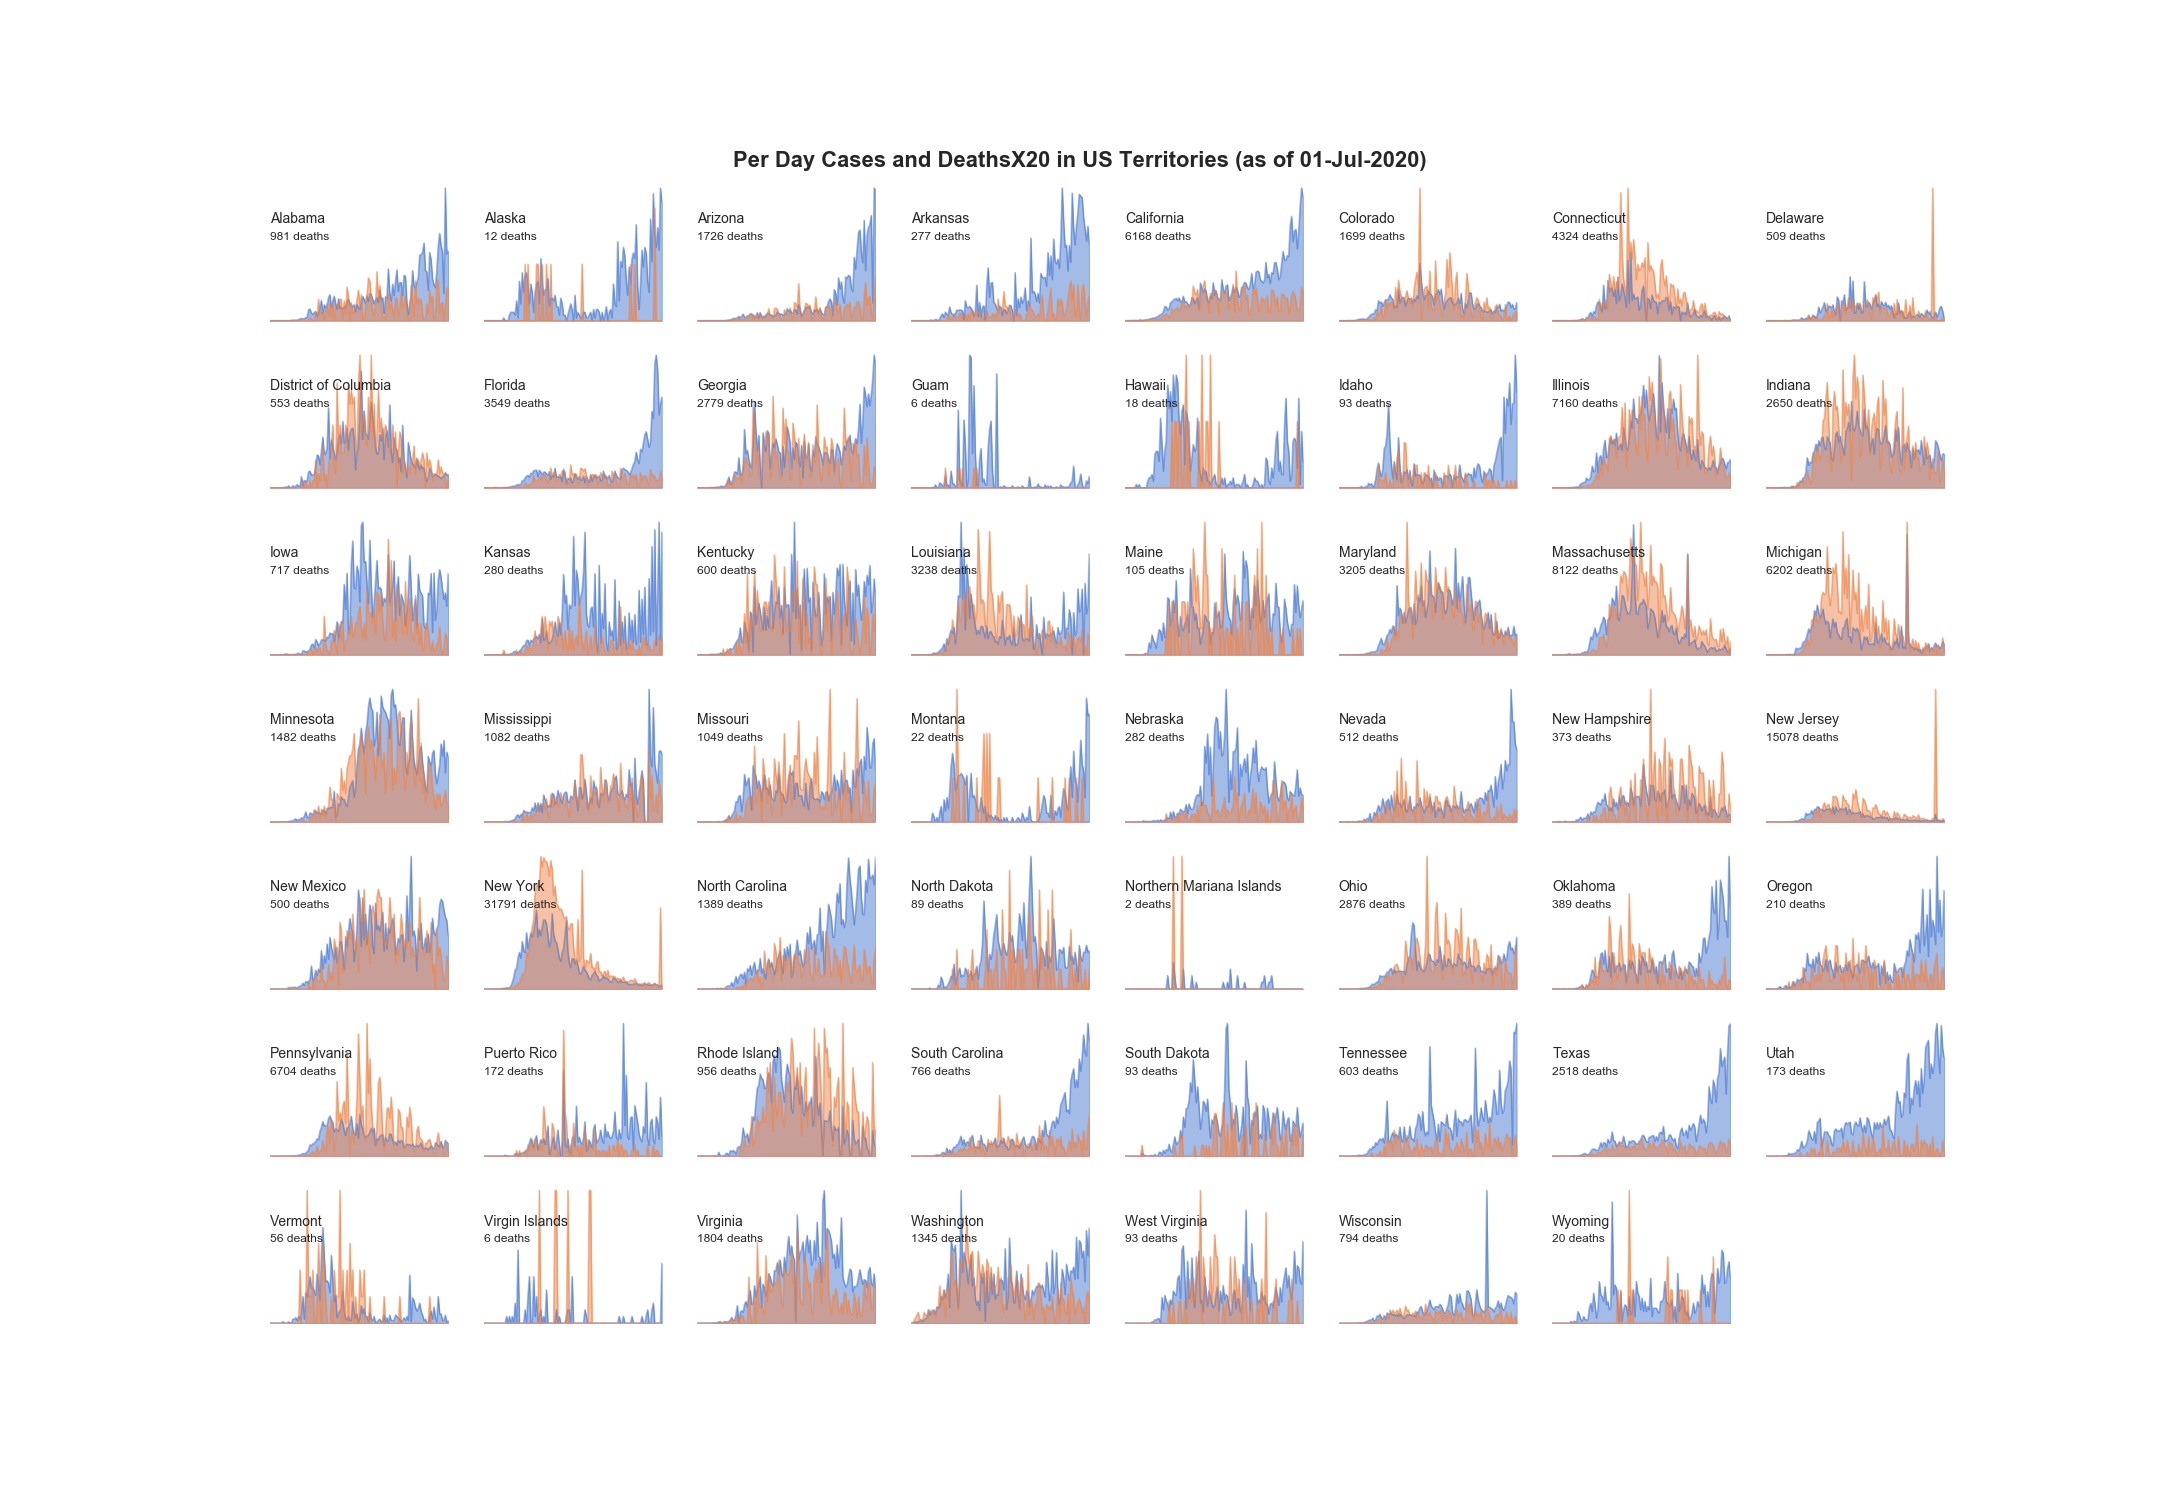 Per Day Cases and DeathsX20 in US Territories (as of 01-Jul-2020)
Alabama
981 deaths
Alaska
12 deaths
Arizona
1726 deaths
Arkansas
277 deaths
California
6168 deaths
Colorado
1699 deaths
Connecticut
4324 deaths
Delaware
509 deaths
District of Columbia
553 deaths
Florida
3549 deaths
Georgia
2779 deaths
Guam
6 deaths
Hawaii
18 deaths
Idaho
93 deaths
Illinois
7160 deaths
Indiana
2650 deaths
Iowa
717 deaths
Kansas
280 deaths
Kentucky
600 deaths
Louisiana
3238 deaths
Maine
105 deaths
Maryland
3205 deaths
Massachusetts
8122 deaths
Michigan
6202 deaths
Minnesota
1482 deaths
Mississippi
1082 deaths
Missouri
1049 deaths
Montana
22 deaths
Nebraska
282 deaths
Nevada
512 deaths
New Hampshire
373 deaths
New Jersey
15078 deaths
New Mexico
500 deaths
New York
31791 deaths
North Carolina
1389 deaths
North Dakota
89 deaths
Northern Mariana Islands
2 deaths
Ohio
2876 deaths
Oklahoma
389 deaths
Oregon
210 deaths
Pennsylvania
6704 deaths
Puerto Rico
172 deaths
Rhode Island
956 deaths
South Carolina
766 deaths
South Dakota
93 deaths
Tennessee
603 deaths
Texas
2518 deaths
Utah
173 deaths
Vermont
56 deaths
Virgin Islands
6 deaths
Virginia
1804 deaths
Washington
1345 deaths
West Virginia
93 deaths
Wisconsin
794 deaths
Wyoming
20 deaths